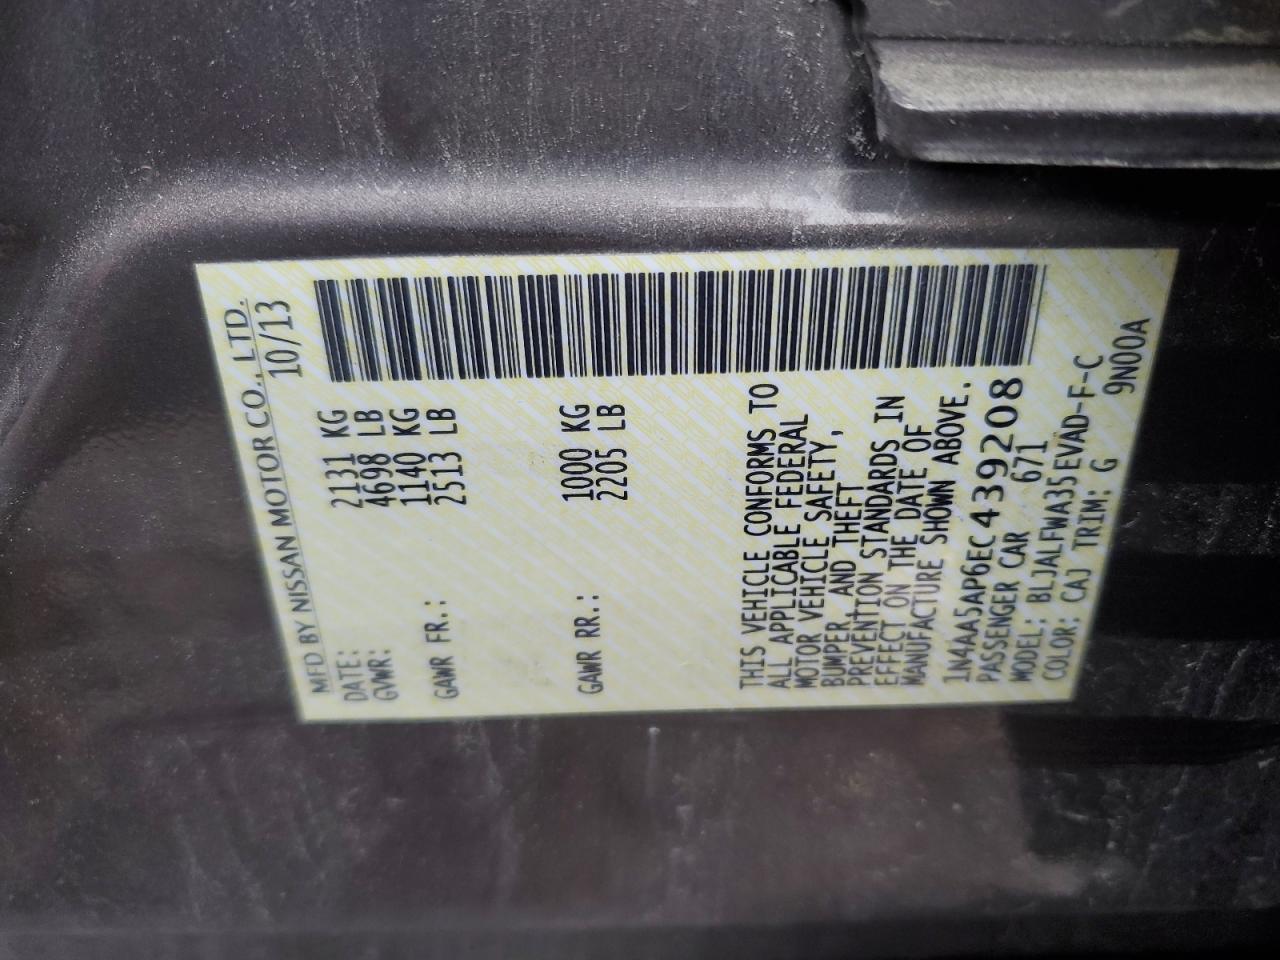 MFD BY NISSAN MOTOR CO., LTD.
DATE: 10/13
GVWR: 2131 KG
4698 LB
GAWR FR.: 1140 KG
2513 LB
GAWR RR.: 1000 KG
2205 LB
THIS VEHICLE CONFORMS TO
ALL APPLICABLE FEDERAL
MOTOR VEHICLE SAFETY,
BUMPER, AND THEFT
PREVENTION STANDARDS IN
EFFECT ON THE DATE OF
MANUFACTURE SHOWN ABOVE.
1N4AA5AP6EC439208
PASSENGER CAR 671
MODEL: BLJALFWA35EVAD-F-C
COLOR: CAJ TRIM: G 9N00A